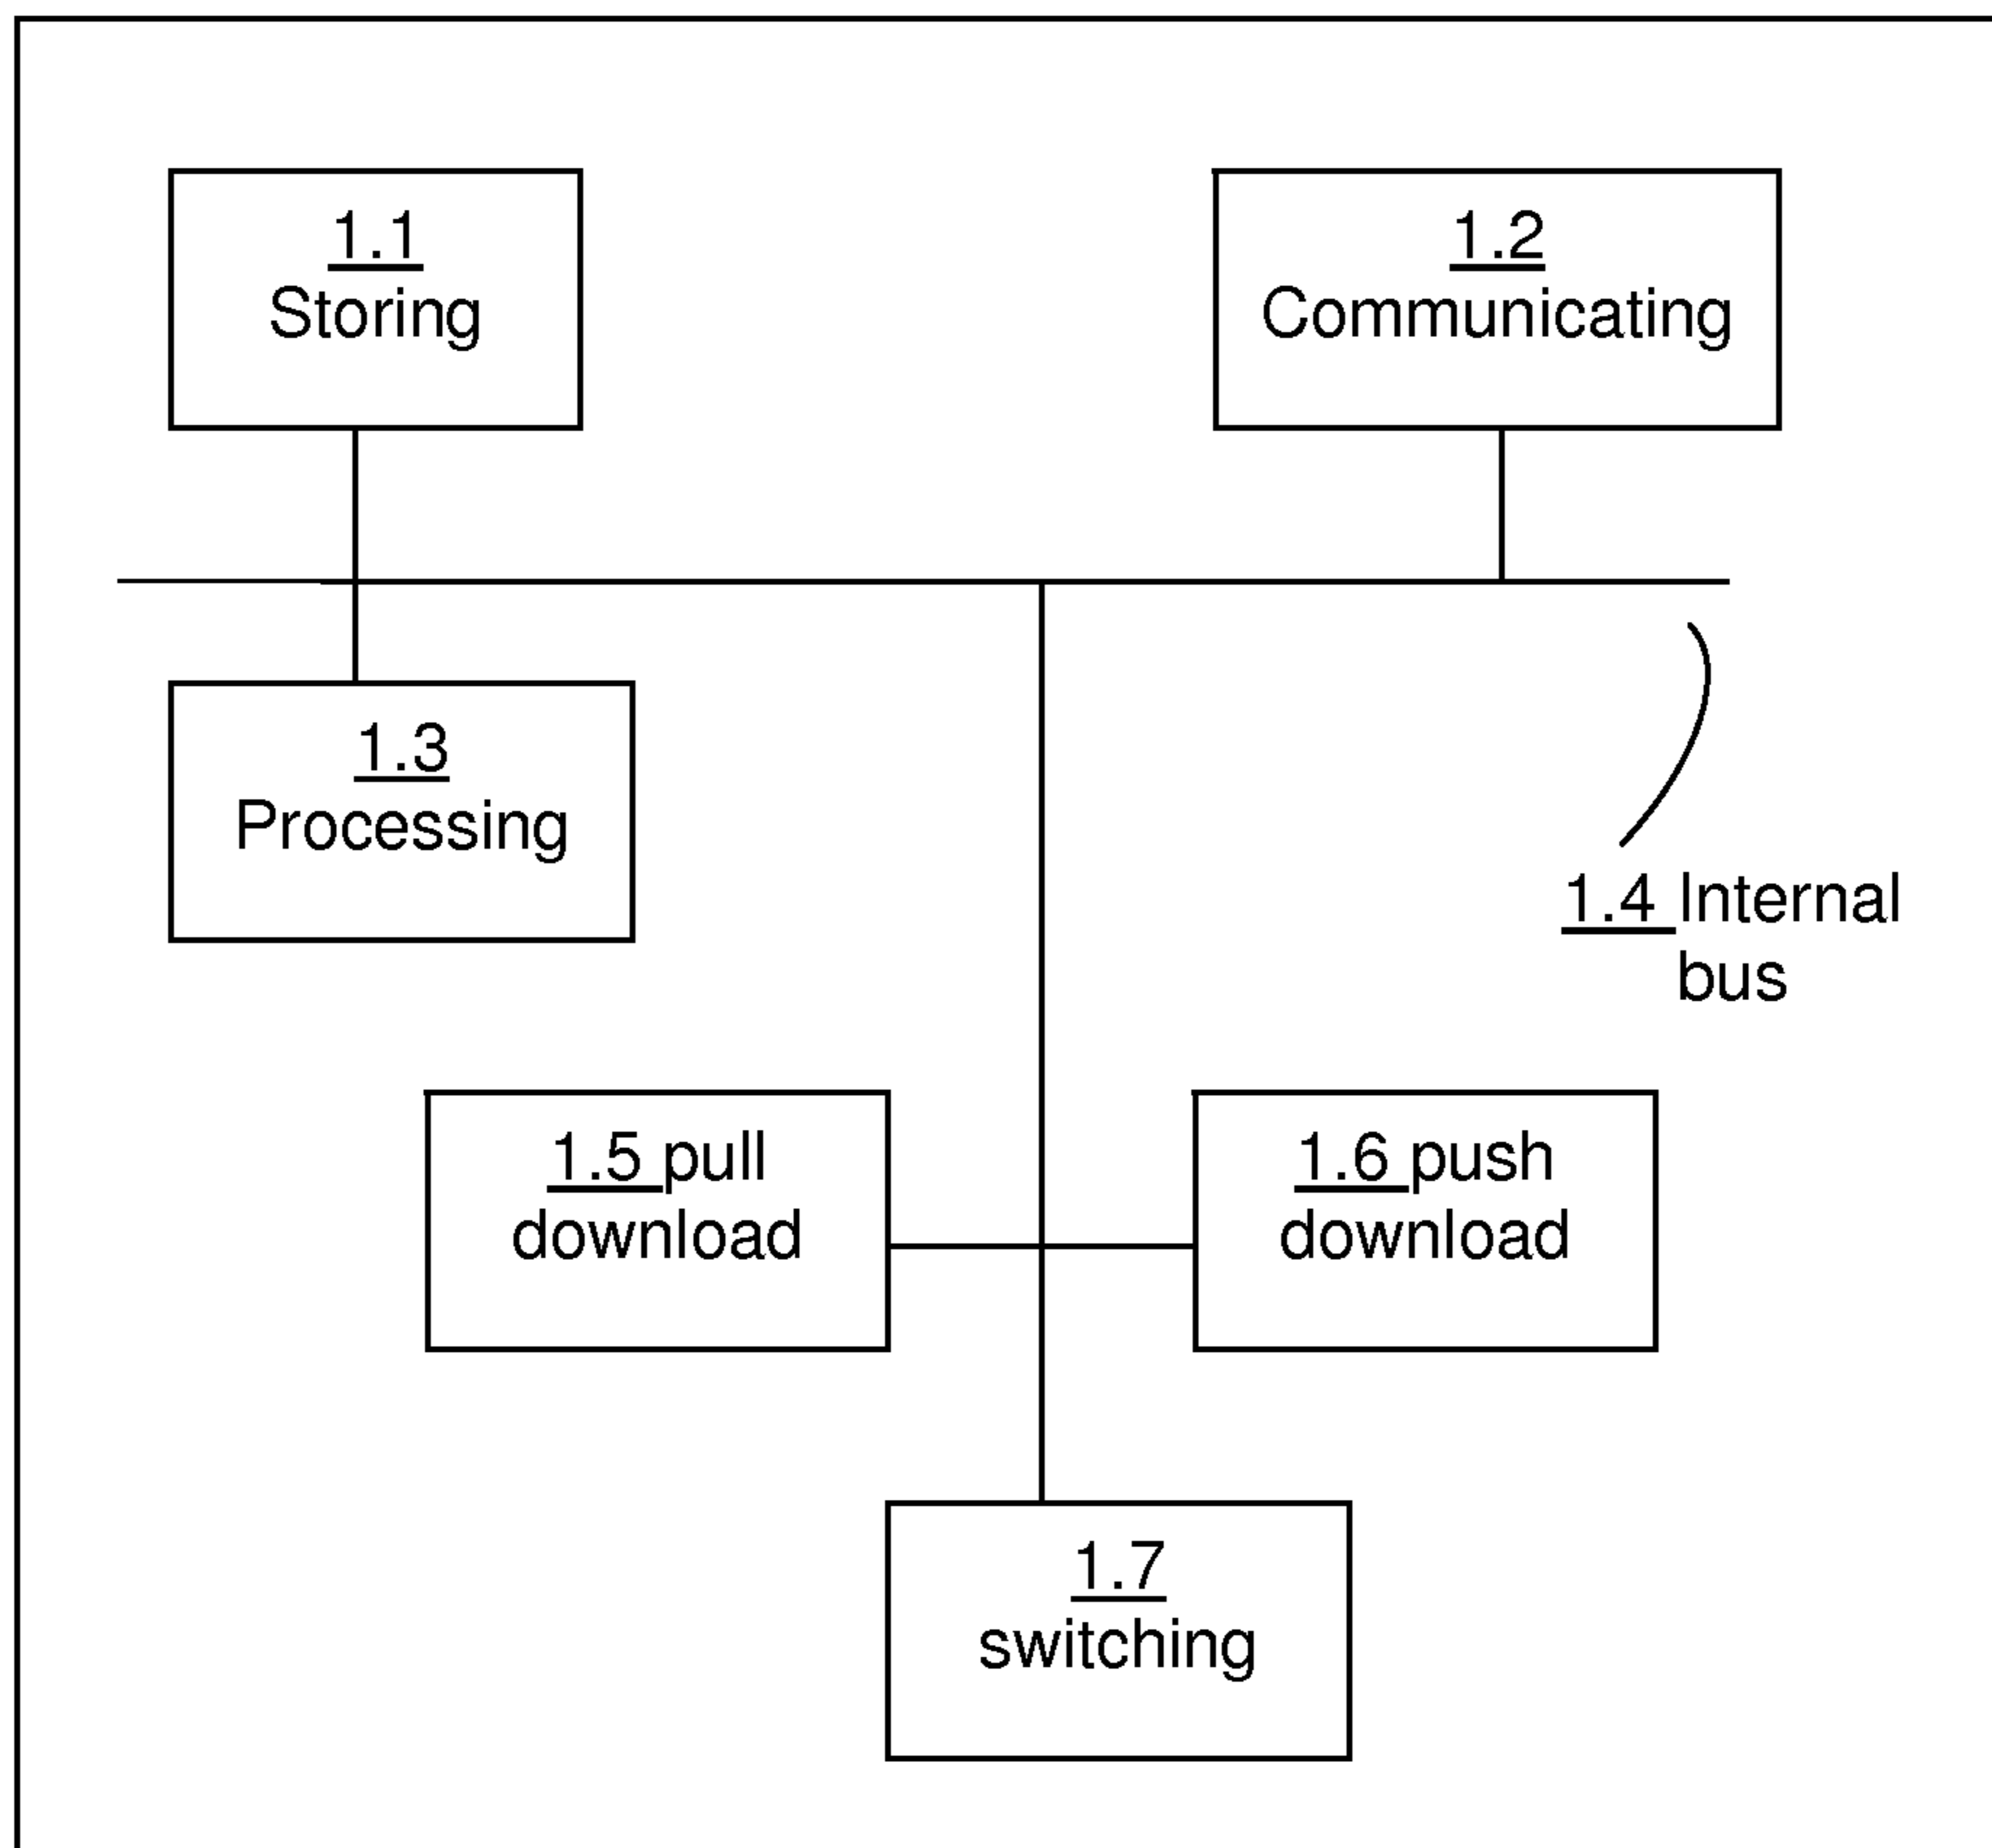 1.1
Storing
1.2
Communicating
1.3
Processing
1.4 Internal
bus
1.5 pull
download
1.6 push
download
1.7
switching